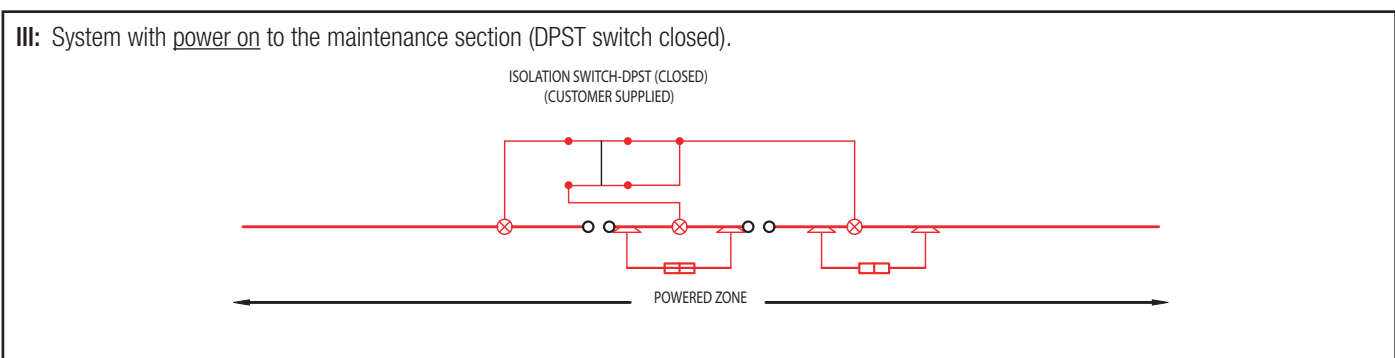 III: System with power on to the maintenance section (DPST switch closed).
ISOLATION SWITCH-DPST (CLOSED)
(CUSTOMER SUPPLIED)
POWERED ZONE